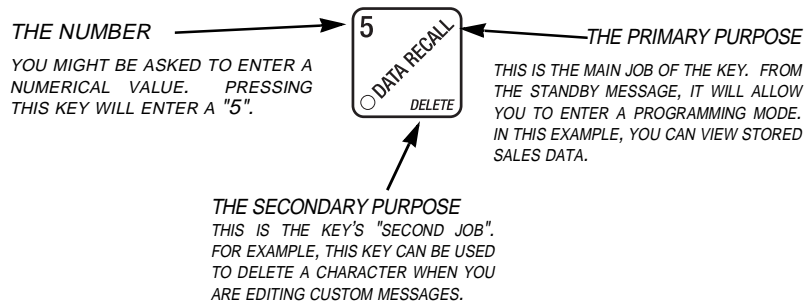 THE NUMBER
YOU MIGHT BE ASKED TO ENTER A
NUMERICAL VALUE. PRESSING
THIS KEY WILL ENTER A "5".
5
DATA RECALL
DELETE
THE PRIMARY PURPOSE
THIS IS THE MAIN JOB OF THE KEY. FROM
THE STANDBY MESSAGE, IT WILL ALLOW
YOU TO ENTER A PROGRAMMING MODE.
IN THIS EXAMPLE, YOU CAN VIEW STORED
SALES DATA.
THE SECONDARY PURPOSE
THIS IS THE KEY'S "SECOND JOB".
FOR EXAMPLE, THIS KEY CAN BE USED
TO DELETE A CHARACTER WHEN YOU
ARE EDITING CUSTOM MESSAGES.